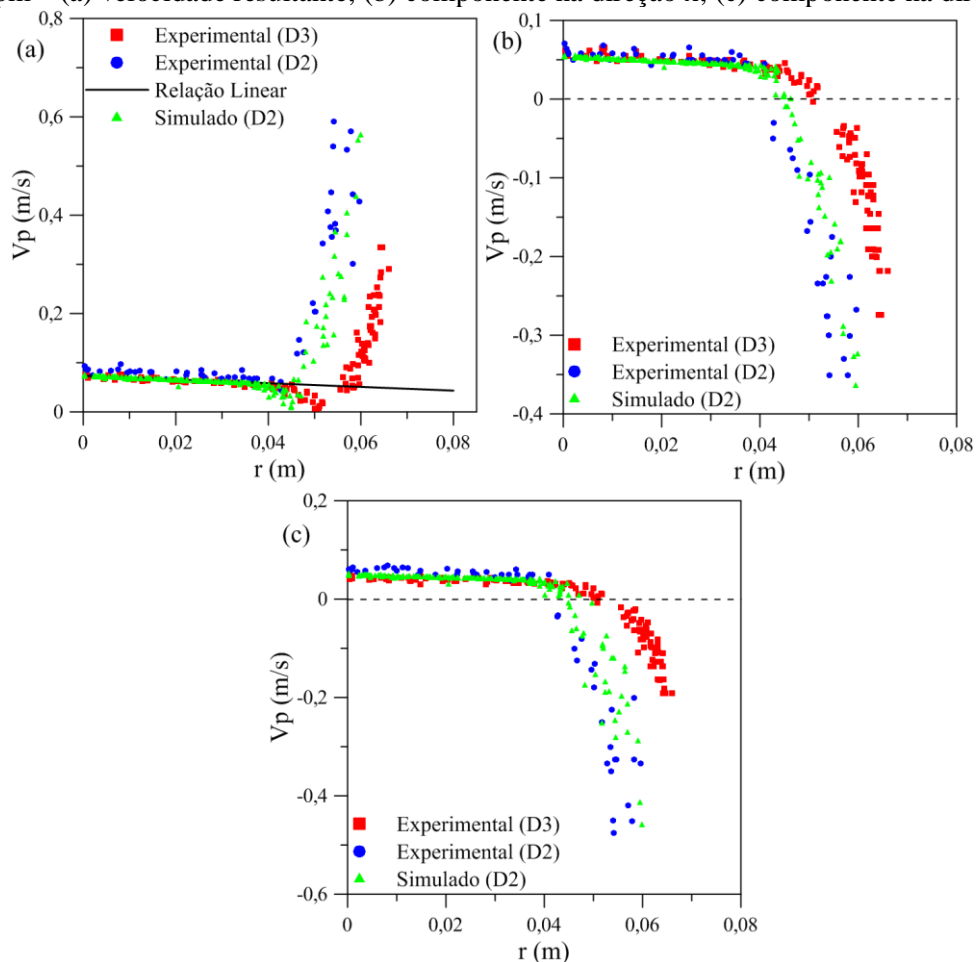 (a) velocidade resultante; (b) componente na direção x; (c) componente na
(a)
Experimental (D3)
Experimental (D2)
Relação Linear
Simulado (D2)
Vp (m/s)
0,8
0,6
0,4
0,2
0
0 0,02 0,04 0,06 0,08
r (m)
(b)
Vp (m/s)
0,1
0
-0,1
-0,2
-0,3
-0,4
Experimental (D3)
Experimental (D2)
Simulado (D2)
0 0,02 0,04 0,06 0,08
r (m)
(c)
Vp (m/s)
0,2
0
-0,2
-0,4
-0,6
Experimental (D3)
Experimental (D2)
Simulado (D2)
0 0,02 0,04 0,06 0,08
r (m)